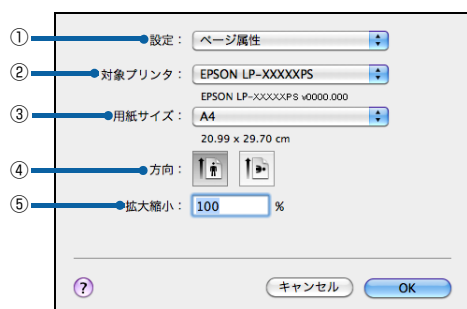 ① 設定： ページ属性
② 対象プリンタ： EPSON LP-XXXXXPS
EPSON LP-XXXXXPS v0000.000
③ 用紙サイズ： A4
20.99 x 29.70 cm
④ 方向：
⑤ 拡大縮小： 100 %
? キャンセル OK